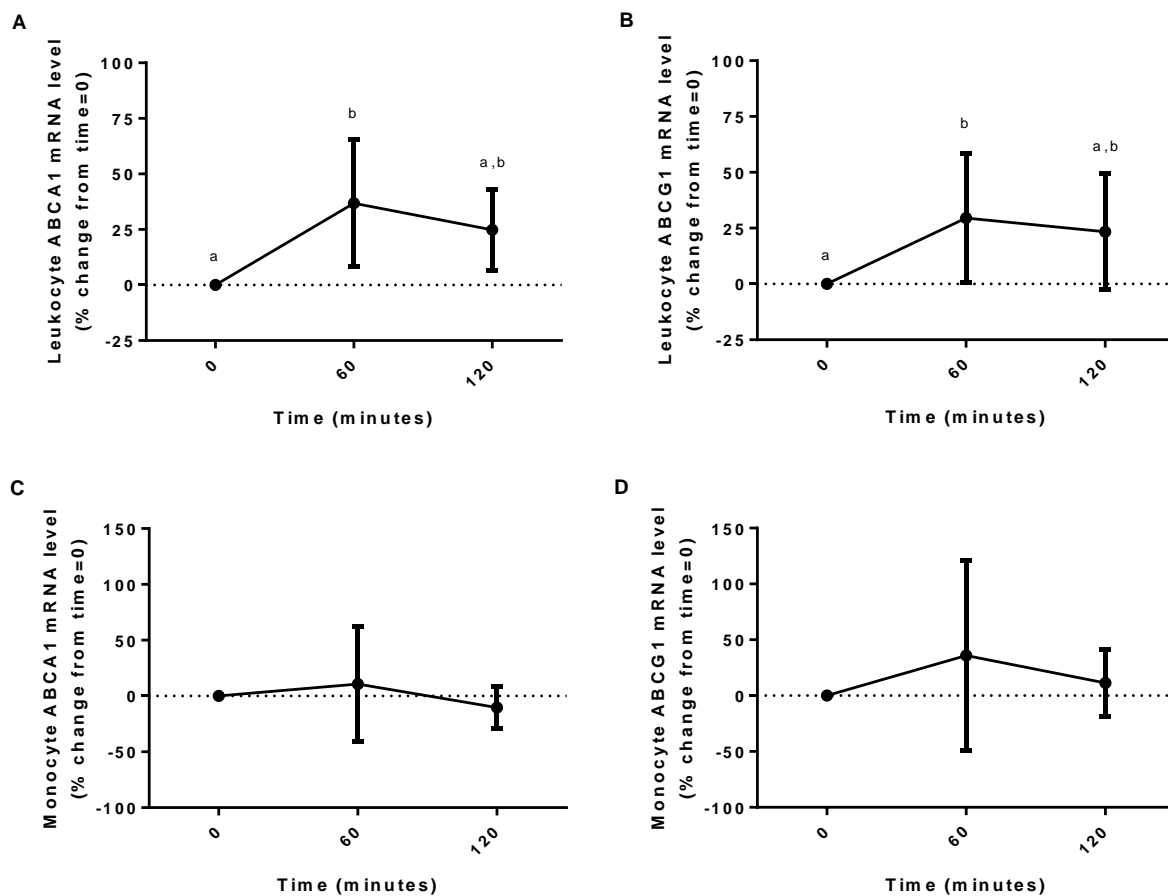 A
Leukocyte ABCA1 mRNA level
(% change from time=0)
100
75
50
25
0
-25
a
b
a,b
0
60
120
Time (minutes)
B
Leukocyte ABCG1 mRNA level
(% change from time=0)
100
75
50
25
0
-25
a
b
a,b
0
60
120
Time (minutes)
C
Monocyte ABCA1 mRNA level
(% change from time=0)
150
100
50
0
-50
-100
0
60
120
Time (minutes)
D
Monocyte ABCG1 mRNA level
(% change from time=0)
150
100
50
0
-50
-100
0
60
120
Time (minutes)